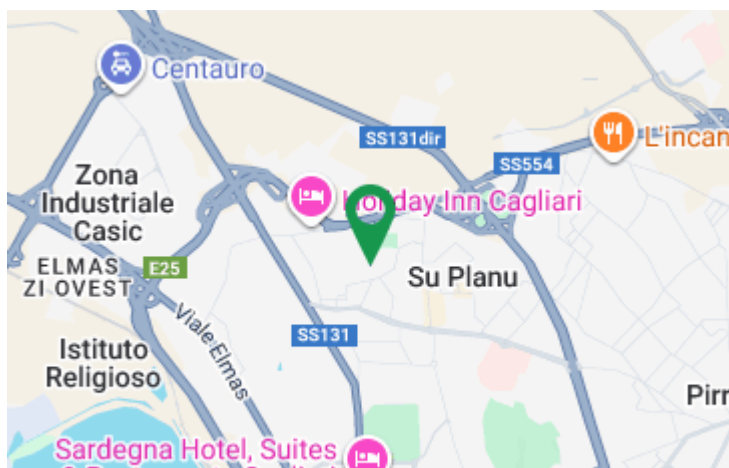 Centauro
SS131dir
L'incan
SS554
Zona
Industriale
Casic
Holiday Inn Cagliari
ELMAS
ZI OVEST
E25
Su Planu
Viale Elmas
SS131
Istituto
Religioso
Pirr
Sardegna Hotel, Suites